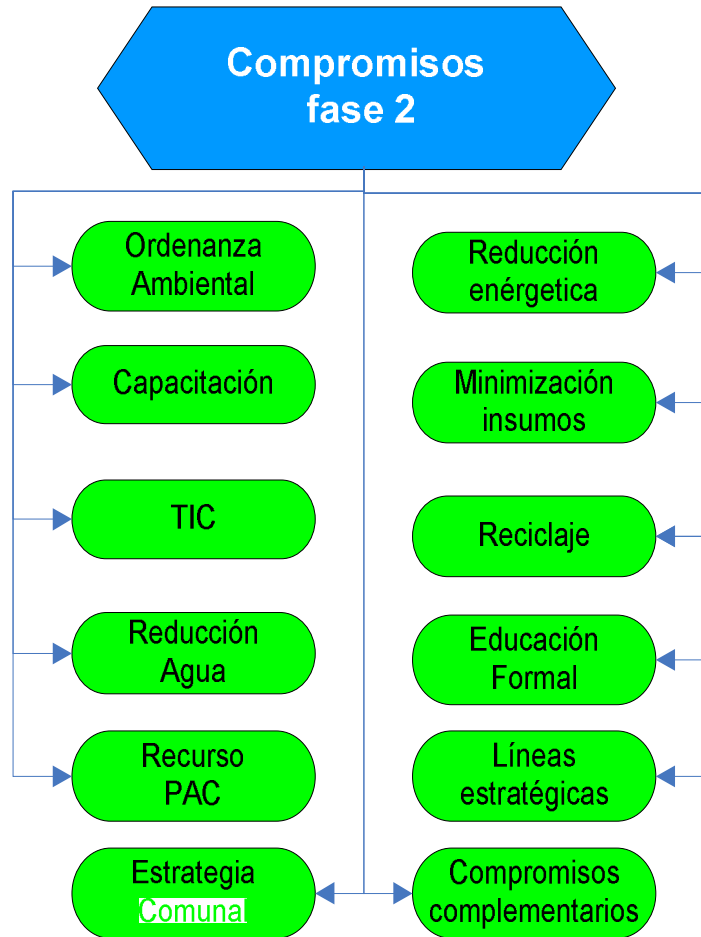 Compromisos
fase 2
Ordenanza
Ambiental
Capacitación
TIC
Reducción
Agua
Recurso
PAC
Estrategia
Comunal
Reducción
enérgetica
Minimización
insumos
Reciclaje
Educación
Formal
Líneas
estratégicas
Compromisos
complementarios